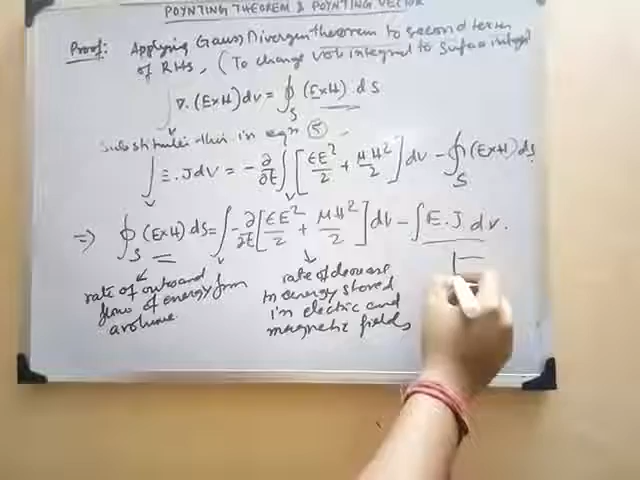 POYNTING THEOREM & POYNTING VECTOR
Proof: Applying Gauss Divergen theorem to second term
of RHS, (To change vol integral to surface integral
∫v ∇.(E×H)dv = ∮S (E×H) ds
Substitute this in eqn (5)
∫v E.Jdv = -∂/∂t ∫v [εE²/2 + μH²/2] dv - ∮S (E×H) ds
⇒ ∮S (E×H) ds = ∫v -∂/∂t [εE²/2 + μH²/2] dv - ∫ E.J dv.
rate of outward
flow of energy from
a volume
rate of decrease
in energy stored
in electric and
magnetic fields